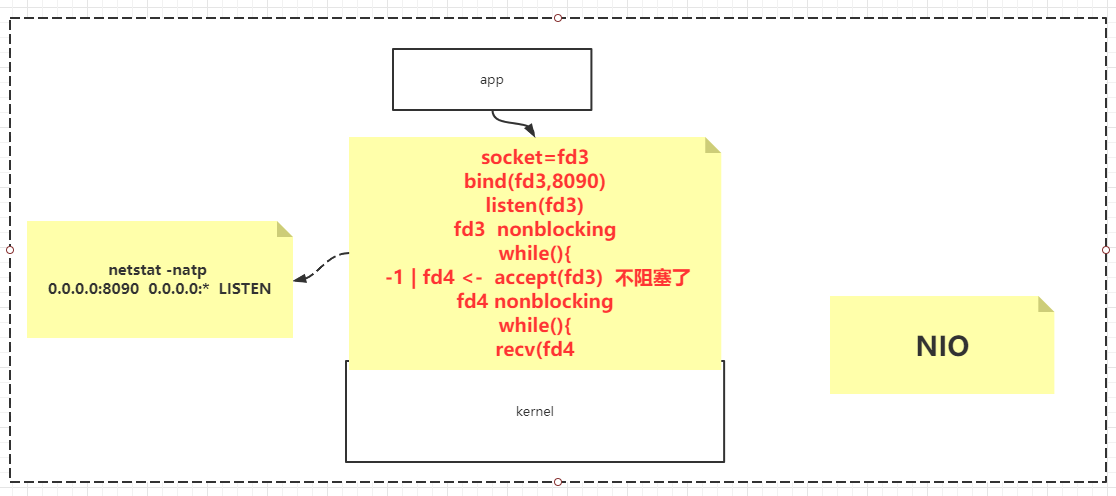 app
socket=fd3
bind(fd3,8090)
listen(fd3)
fd3 nonblocking
while(){
-1 | fd4 <- accept(fd3) 不阻塞了
fd4 nonblocking
while(){
recv(fd4
netstat -natp
0.0.0.0:8090 0.0.0.0:* LISTEN
NIO
kernel